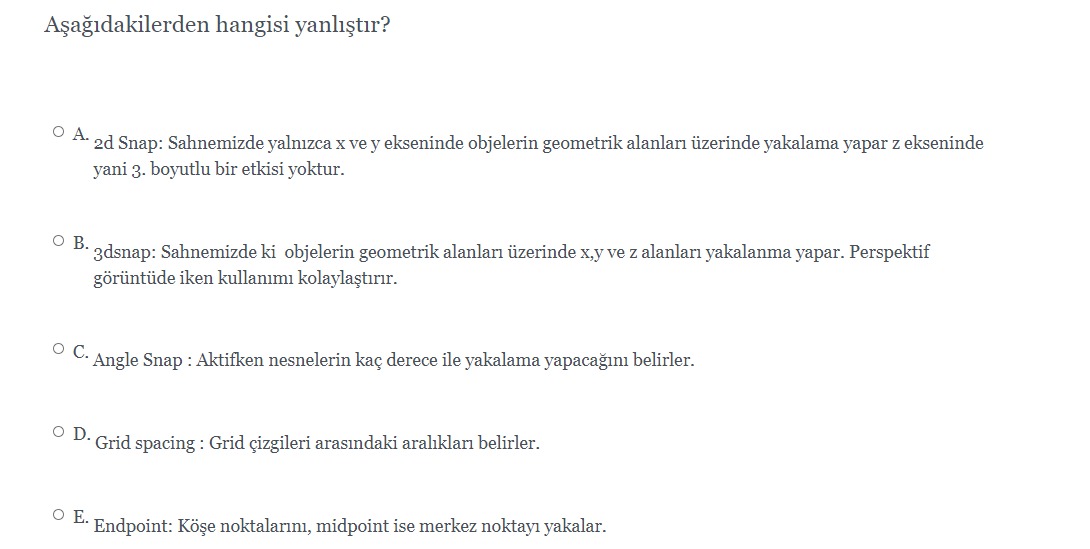 Aşağıdakilerden hangisi yanlıştır?
A. 2d Snap: Sahnemizde yalnızca x ve y ekseninde objelerin geometrik alanları üzerinde yakalama yapar z ekseninde
yani 3. boyutlu bir etkisi yoktur.
B. 3dsnap: Sahnemizde ki objelerin geometrik alanları üzerinde x,y ve z alanları yakalanma yapar. Perspektif
görüntüde iken kullanımı kolaylaştırır.
C. Angle Snap : Aktifken nesnelerin kaç derece ile yakalama yapacağını belirler.
D. Grid spacing : Grid çizgileri arasındaki aralıkları belirler.
E. Endpoint: Köşe noktalarını, midpoint ise merkez noktayı yakalar.